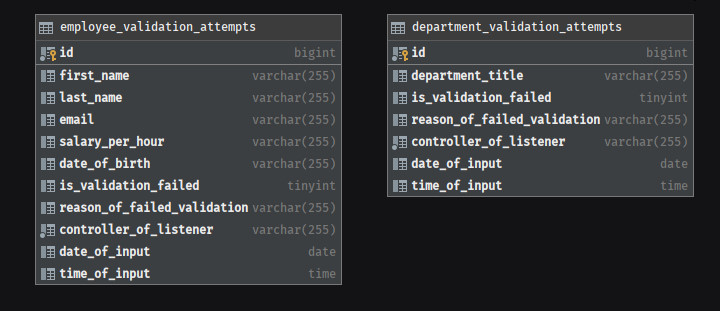 employee_validation_attempts
id bigint
first_name varchar(255)
last_name varchar(255)
email varchar(255)
salary_per_hour varchar(255)
date_of_birth varchar(255)
is_validation_failed tinyint
reason_of_failed_validation varchar(255)
controller_of_listener varchar(255)
date_of_input date
time_of_input time
department_validation_attempts
id bigint
department_title varchar(255)
is_validation_failed tinyint
reason_of_failed_validation varchar(255)
controller_of_listener varchar(255)
date_of_input date
time_of_input time